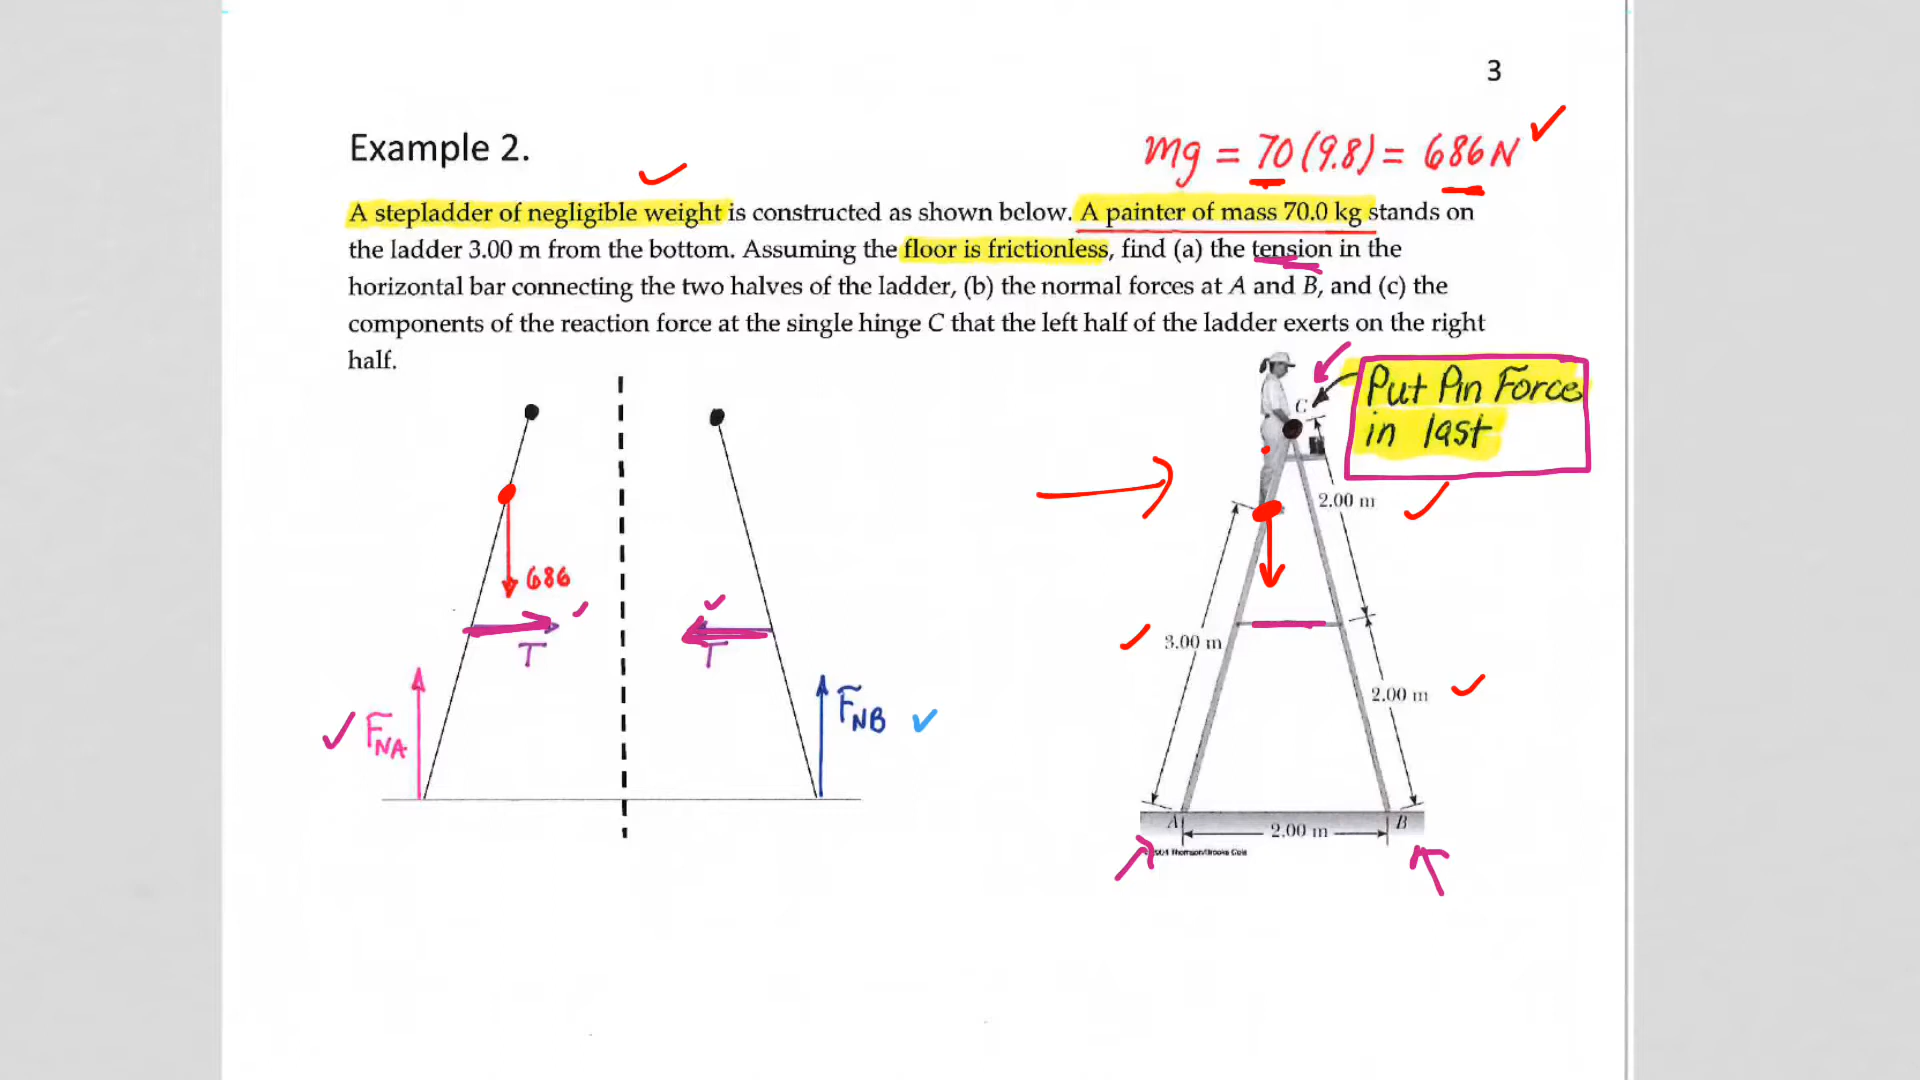 3
Example 2.
mg = 70 (9.8) = 686 N
A stepladder of negligible weight is constructed as shown below. A painter of mass 70.0 kg stands on
the ladder 3.00 m from the bottom. Assuming the floor is frictionless, find (a) the tension in the
horizontal bar connecting the two halves of the ladder, (b) the normal forces at A and B, and (c) the
components of the reaction force at the single hinge C that the left half of the ladder exerts on the right
half.
Put Pin Force
in last
C
2.00 m
686
T
T
3.00 m
2.00 m
FNA
FNB
A
B
2.00 m
Thomson/Brooks Cole